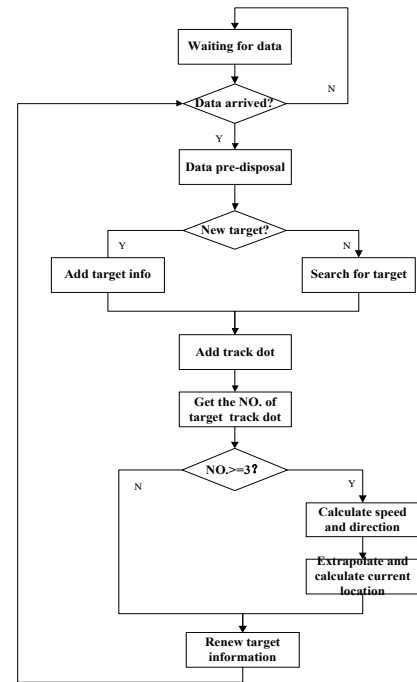 Waiting for data
N
Data arrived?
Y
Data pre-disposal
New target?
Y
N
Add target info
Search for target
Add track dot
Get the NO. of
target track dot
NO.>=3?
N
Y
Calculate speed
and direction
Extrapolate and
calculate current
location
Renew target
information